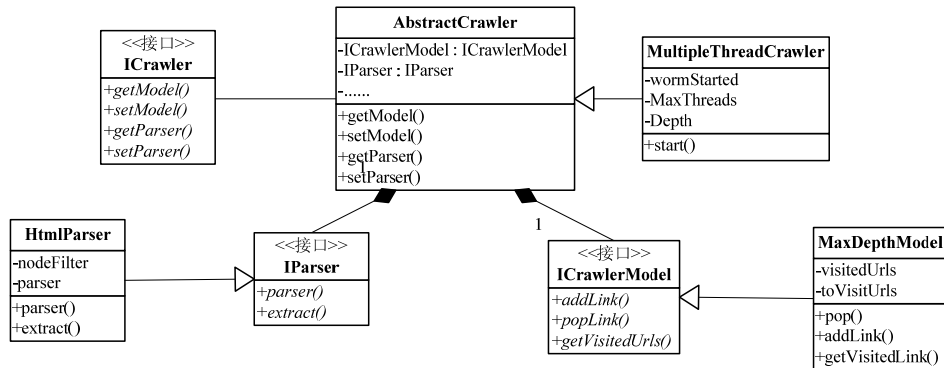 <<接口>>
ICrawler
+getModel()
+setModel()
+getParser()
+setParser()
AbstractCrawler
-ICrawlerModel : ICrawlerModel
-IParser : IParser
-......
+getModel()
+setModel()
+getParser()
+setParser()
MultipleThreadCrawler
-wormStarted
-MaxThreads
-Depth
+start()
1
1
HtmlParser
-nodeFilter
-parser
+parser()
+extract()
<<接口>>
IParser
+parser()
+extract()
<<接口>>
ICrawlerModel
+addLink()
+popLink()
+getVisitedUrls()
MaxDepthModel
-visitedUrls
-toVisitUrls
+pop()
+addLink()
+getVisitedLink()